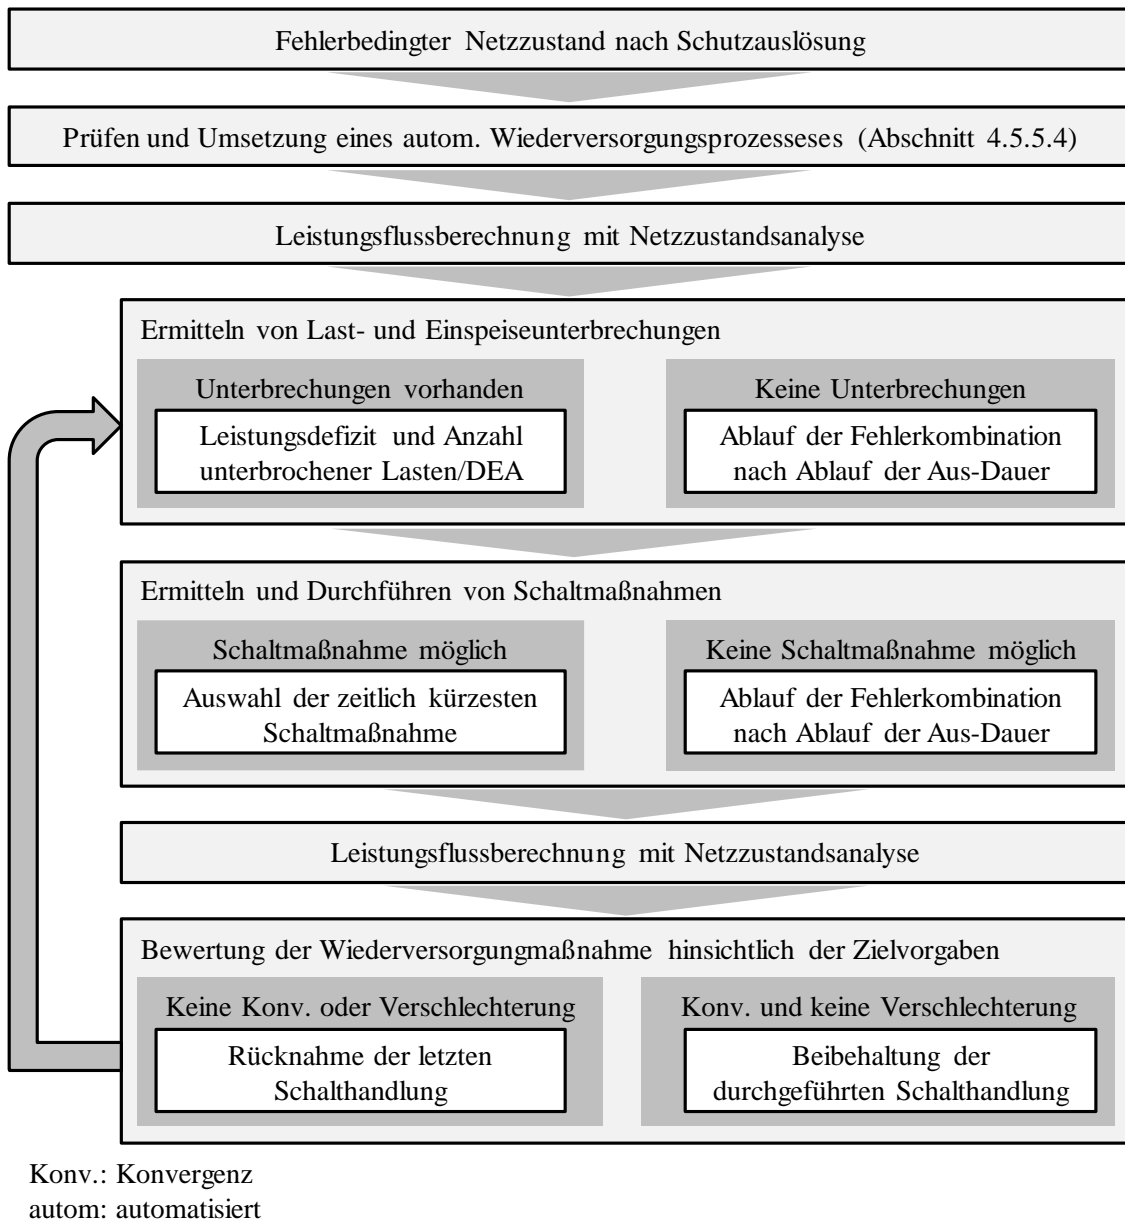 Fehlerbedingter Netzzustand nach Schutzauslösung
Prüfen und Umsetzung eines autom. Wiederversorgungsprozesseses (Abschnitt 4.5.5.4)
Leistungsflussberechnung mit Netzzustandsanalyse
Ermitteln von Last- und Einspeiseunterbrechungen
Unterbrechungen vorhanden
Leistungsdefizit und Anzahl
unterbrochener Lasten/DEA
Keine Unterbrechungen
Ablauf der Fehlerkombination
nach Ablauf der Aus-Dauer
Ermitteln und Durchführen von Schaltmaßnahmen
Schaltmaßnahme möglich
Auswahl der zeitlich kürzesten
Schaltmaßnahme
Keine Schaltmaßnahme möglich
Ablauf der Fehlerkombination
nach Ablauf der Aus-Dauer
Leistungsflussberechnung mit Netzzustandsanalyse
Bewertung der Wiederversorgungmaßnahme hinsichtlich der Zielvorgaben
Keine Konv. oder Verschlechterung
Rücknahme der letzten
Schalthandlung
Konv. und keine Verschlechterung
Beibehaltung der
durchgeführten Schalthandlung
Konv.: Konvergenz
autom: automatisiert